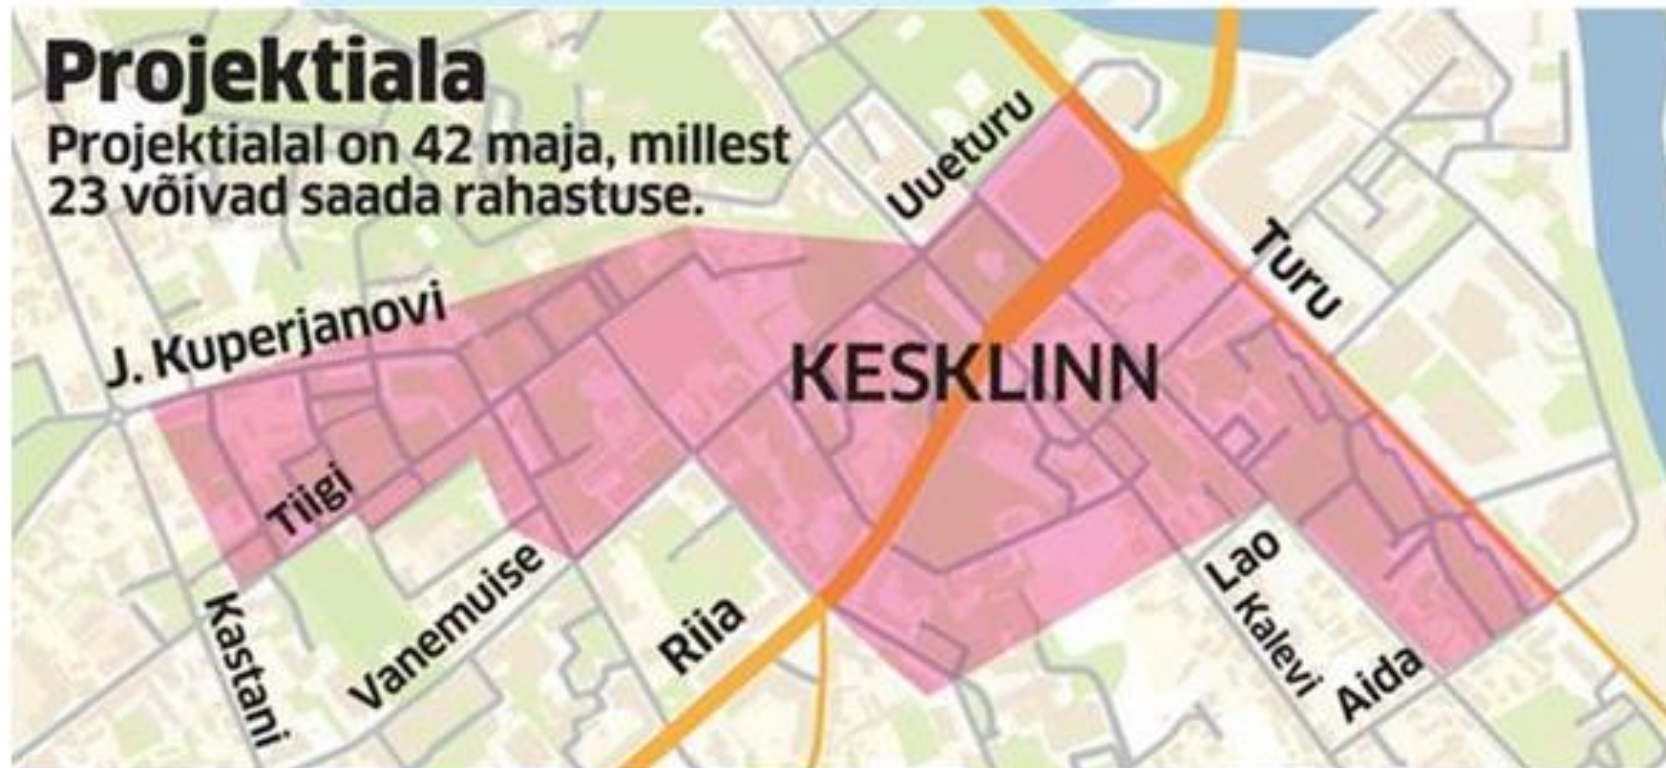 Projektiala
Projektialal on 42 maja, millest
23 võivad saada rahastuse.
Uueturu
Turu
J. Kuperjanovi
KESKLINN
Tiigi
Kastani
Vanemuise
Riia
Lao
Kalevi
Aida